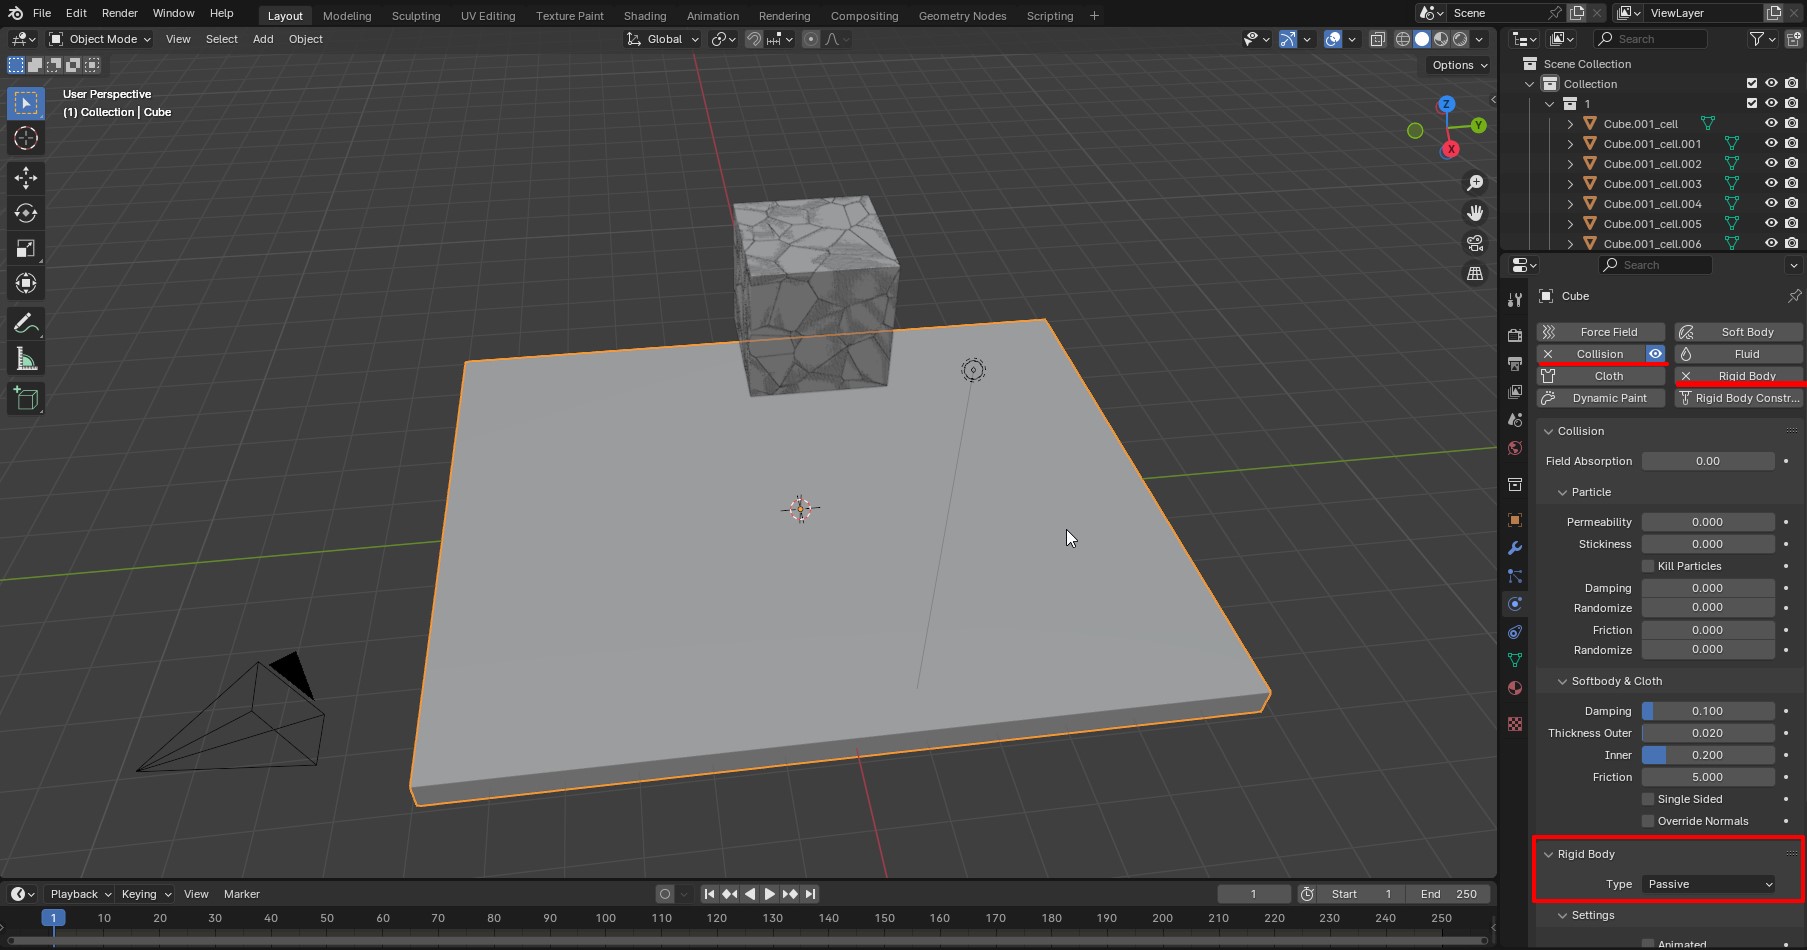 File Edit Render Window Help Layout Modeling Sculpting UV Editing Texture Paint Shading Animation Rendering Compositing Geometry Nodes Scripting + Scene ViewLayer
Object Mode View Select Add Object Global Search
Options
User Perspective
(1) Collection | Cube
Z
Y
X
Scene Collection
Collection
1
Cube.001_cell
Cube.001_cell.001
Cube.001_cell.002
Cube.001_cell.003
Cube.001_cell.004
Cube.001_cell.005
Cube.001_cell.006
Search
Cube
Force Field Soft Body
Collision Fluid
Cloth Rigid Body
Dynamic Paint Rigid Body Constr...
Collision
Field Absorption 0.00
Particle
Permeability 0.000
Stickiness 0.000
Kill Particles
Damping 0.000
Randomize 0.000
Friction 0.000
Randomize 0.000
Softbody & Cloth
Damping 0.100
Thickness Outer 0.020
Inner 0.200
Friction 5.000
Single Sided
Override Normals
Rigid Body
Type Passive
Settings
Animated
Playback Keying View Marker 1 Start 1 End 250
1 10 20 30 40 50 60 70 80 90 100 110 120 130 140 150 160 170 180 190 200 210 220 230 240 250